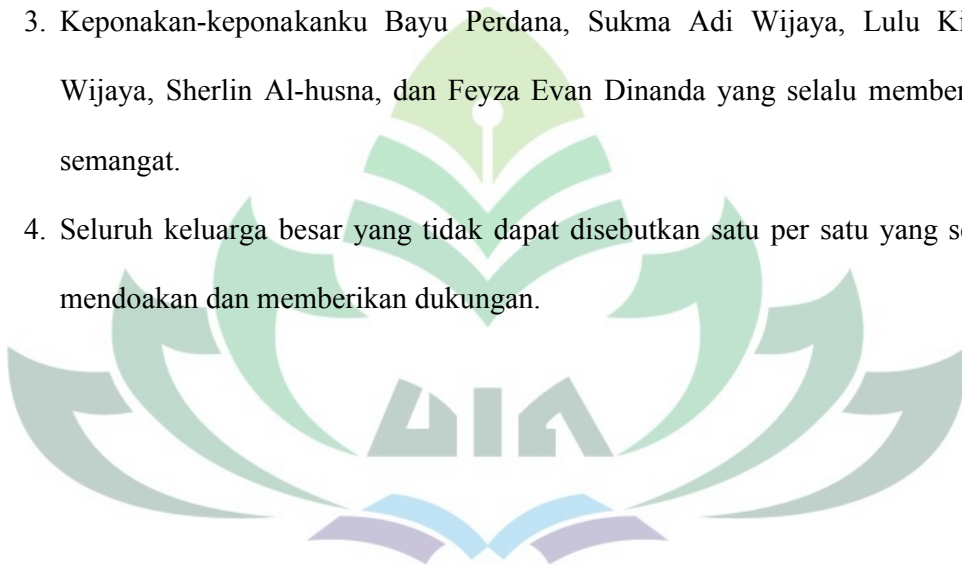 3. Keponakan-keponakanku Bayu Perdana, Sukma Adi Wijaya, Lulu
Wijaya, Sherlin Al-husna, dan Feyza Evan Dinanda yang selalu
semangat.
4. Seluruh keluarga besar yang tidak dapat disebutkan satu per satu yang
mendoakan dan memberikan dukungan.
UIN